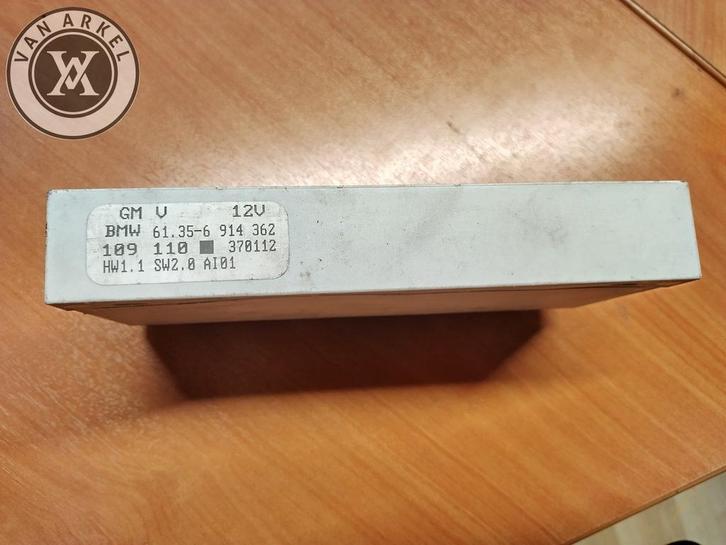 VAN ARKEL
GM V 12V
BMW 61.35-6 914 362
109 110 ■ 370112
HW1.1 SW2.0 AI01